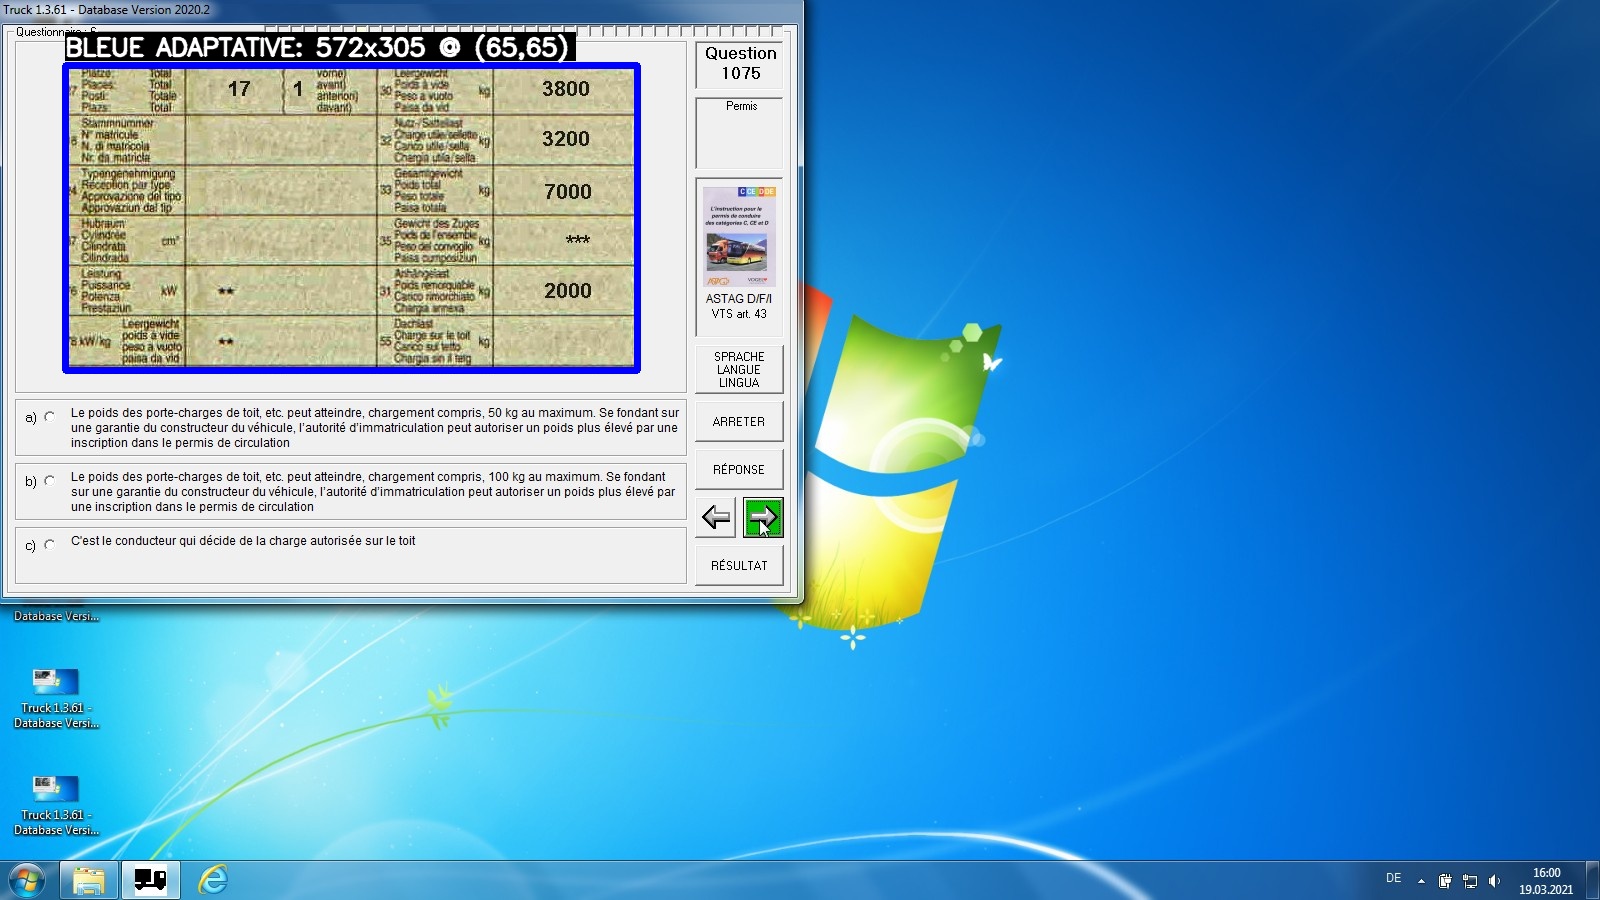 Truck 1.3.61 - Database Version 2020.2
BLEUE ADAPTATIVE: 572x305 @ (65,65)
Plätze: Total
Places: Total
Posti: Totale
Plazs: Total
17
1
vorne)
avant)
anteriori)
davant)
30
Leergewicht
Poids à vide
Peso a vuoto
Paisa da vid
kg
3800
Stammnummer
N° matricule
N. di matricola
Nr. da matricla
32
Nutz-/Sattellast
Charge utile/sellette
Carico utile/sella
Chargia utila/sella
kg
3200
Typengenehmigung
Réception par type
Approvazione del tipo
Approvaziun dal tip
33
Gesamtgewicht
Poids total
Peso totale
Paisa totala
kg
7000
Hubraum
Cylindrée
Cilindrata
Cilindrada
cm³
35
Gewicht des Zuges
Poids de l'ensemble
Peso del convoglio
Paisa cumposiziun
kg
***
Leistung
Puissance
Potenza
Prestaziun
kW
**
31
Anhängelast
Poids remorquable
Carico rimorchiato
Chargia annexa
kg
2000
kW/kg
Leergewicht
poids à vide
peso a vuoto
paisa da vid
**
55
Dachlast
Charge sur le toit
Carico sul tetto
Chargia sin il tetg
kg
a) Le poids des porte-charges de toit, etc. peut atteindre, chargement compris, 50 kg au maximum. Se fondant sur
une garantie du constructeur du véhicule, l'autorité d'immatriculation peut autoriser un poids plus élevé par une
inscription dans le permis de circulation
b) Le poids des porte-charges de toit, etc. peut atteindre, chargement compris, 100 kg au maximum. Se fondant
sur une garantie du constructeur du véhicule, l'autorité d'immatriculation peut autoriser un poids plus élevé par
une inscription dans le permis de circulation
c) C'est le conducteur qui décide de la charge autorisée sur le toit
Question
1075
Permis
C CE D DE
L'instruction pour le
permis de conduire
des catégories C, CE et D
ASTAG D/F/I
VTS art. 43
SPRACHE
LANGUE
LINGUA
ARRETER
RÉPONSE
RÉSULTAT
Database Versi...
Truck 1.3.61 -
Database Versi...
Truck 1.3.61 -
Database Versi...
DE
16:00
19.03.2021